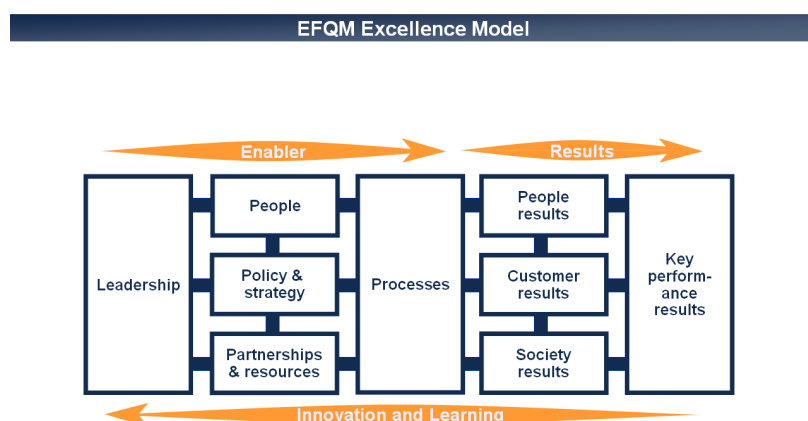 EFQM Excellence Model
Enabler
Results
Leadership
People
Policy &
strategy
Partnerships
& resources
Processes
People
results
Customer
results
Society
results
Key
perform-
ance
results
Innovation and Learning